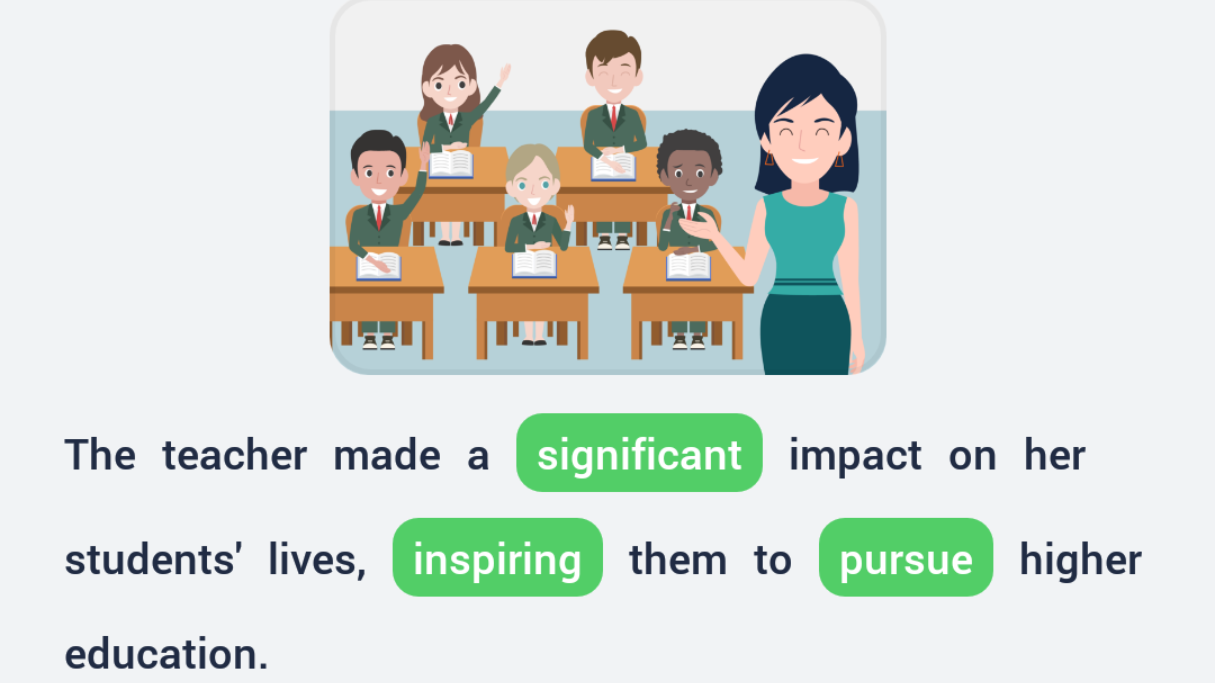 The teacher made a significant impact on her
students' lives, inspiring them to pursue higher
education.